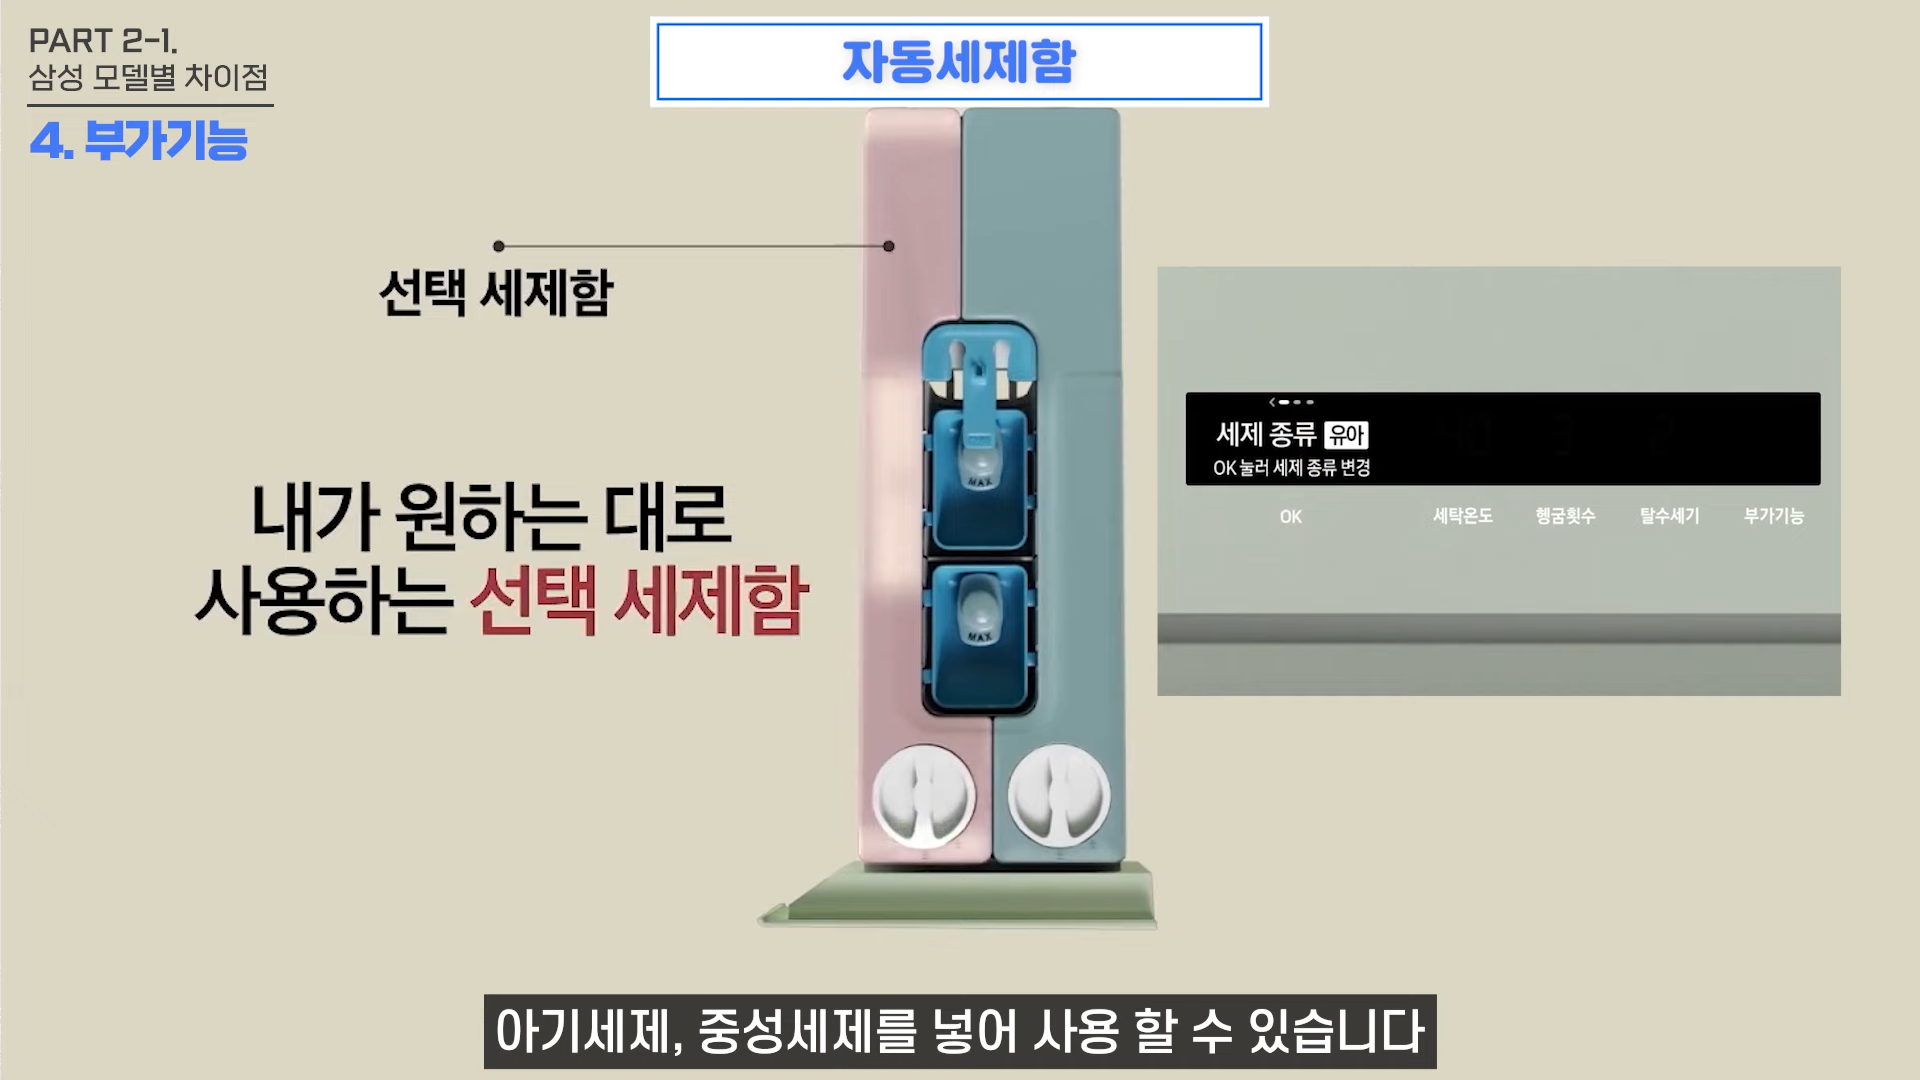 PART 2-1.
삼성 모델별 차이점
4. 부가기능
자동세제함
선택 세제함
내가 원하는 대로
사용하는 선택 세제함
MAX
MAX
세제 종류 유아
OK 눌러 세제 종류 변경
OK 세탁온도 헹굼횟수 탈수세기 부가기능
아기세제, 중성세제를 넣어 사용 할 수 있습니다